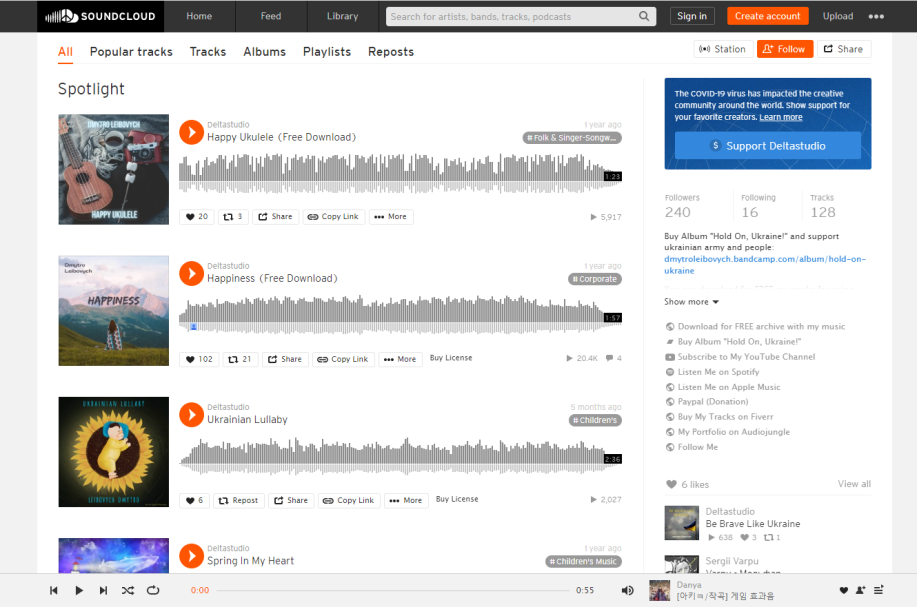 SOUNDCLOUD
Home
Feed
Library
Search for artists, bands, tracks, podcasts
Sign in
Create account
Upload
All
Popular tracks
Tracks
Albums
Playlists
Reposts
Station
Follow
Share
Spotlight
DMYTRO LEIBOVYCH
HAPPY UKULELE
Deltastudio
1 year ago
Happy Ukulele (Free Download)
# Folk & Singer-Songw...
1:23
20
3
Share
Copy Link
More
5,917
Dmytro
Leibovych
HAPPINESS
Deltastudio
1 year ago
Happiness (Free Download)
# Corporate
1:57
102
21
Share
Copy Link
More
Buy License
20.4K
4
UKRAINIAN LULLABY
LEIBOVYCH DMYTRO
Deltastudio
5 months ago
Ukrainian Lullaby
# Children's
2:36
6
Repost
Share
Copy Link
More
Buy License
2,027
Deltastudio
1 year ago
Spring In My Heart
# Children's Music
The COVID-19 virus has impacted the creative
community around the world. Show support for
your favorite creators. Learn more
$ Support Deltastudio
Followers
240
Following
16
Tracks
128
Buy Album "Hold On, Ukraine!" and support
ukrainian army and people:
dmytroleibovych.bandcamp.com/album/hold-on-
ukraine
Show more
Download for FREE archive with my music
Buy Album "Hold On, Ukraine!"
Subscribe to My YouTube Channel
Listen Me on Spotify
Listen Me on Apple Music
Paypal (Donation)
Buy My Tracks on Fiverr
My Portfolio on Audiojungle
Follow Me
6 likes
View all
Deltastudio
Be Brave Like Ukraine
638
3
1
Sergii Varpu
0:00
0:55
Danya
[아키ㅋ/작곡] 게임 효과음